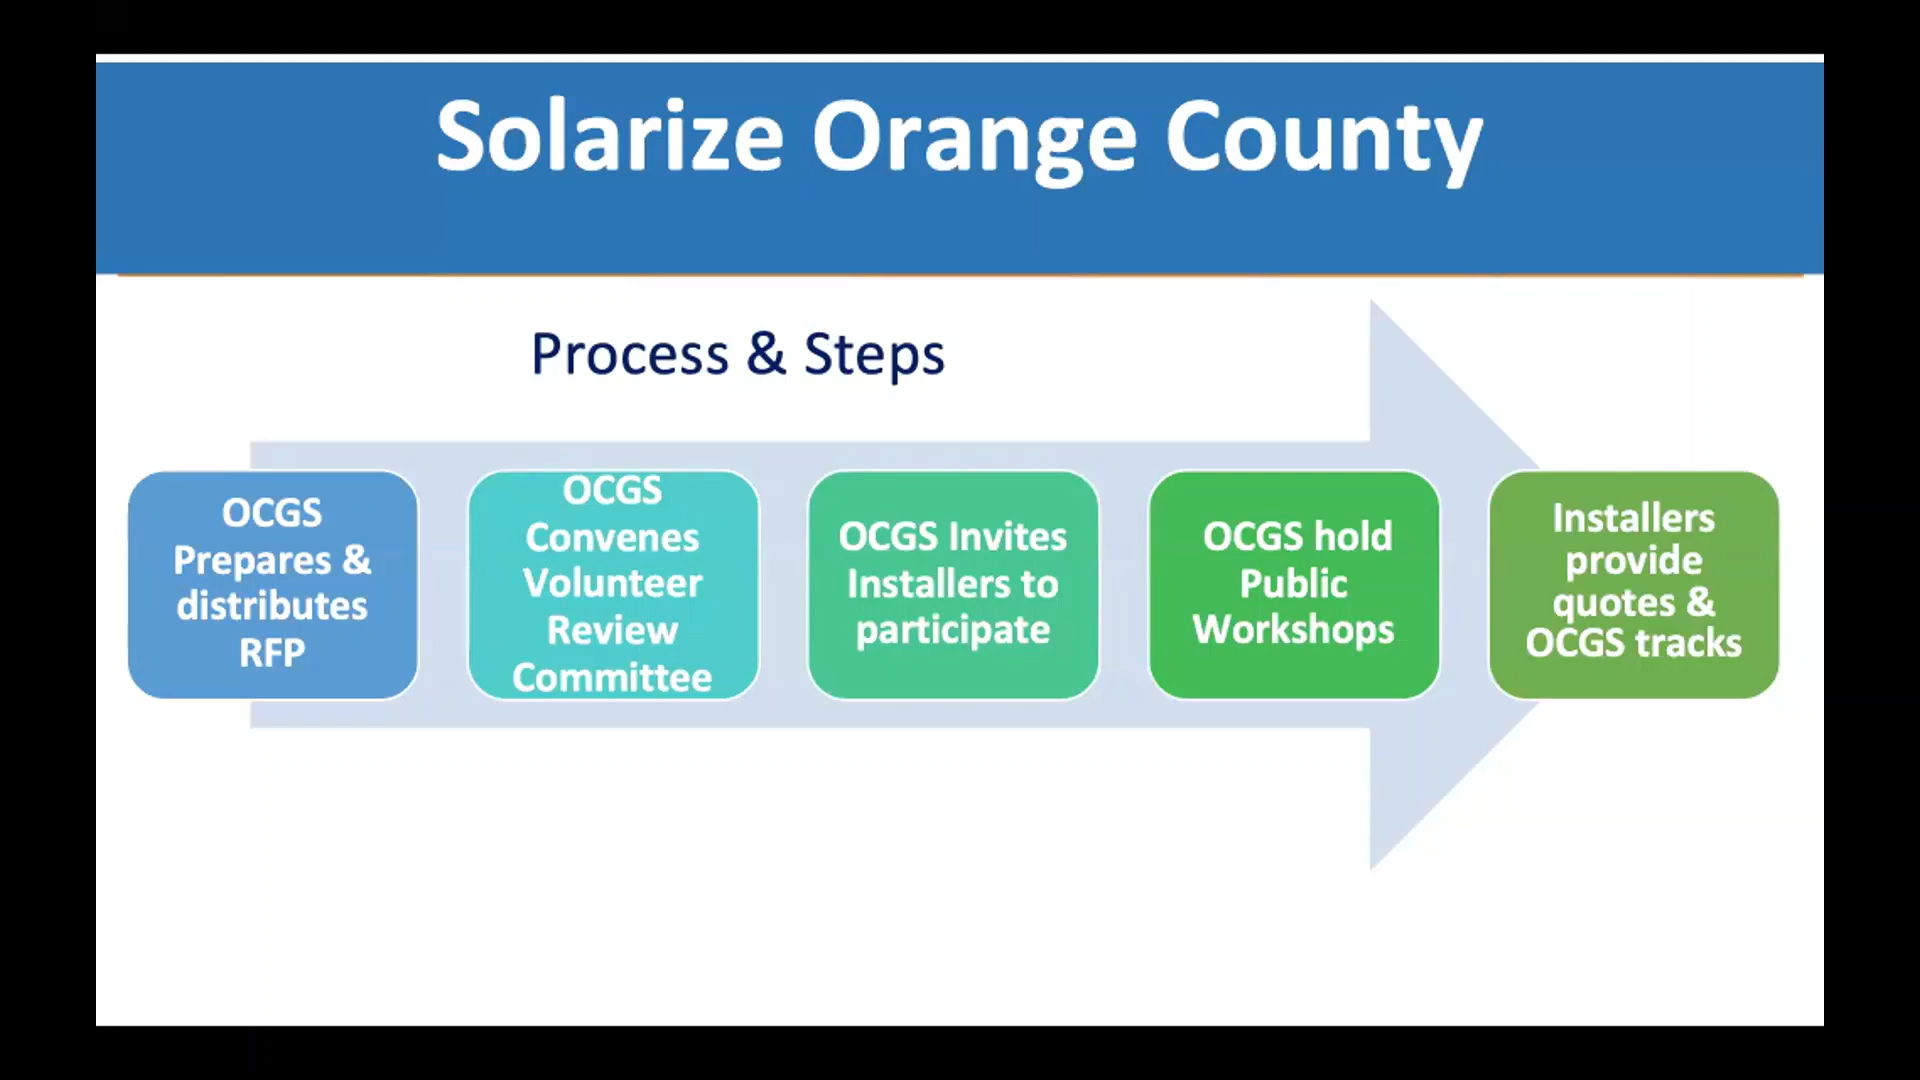 Solarize Orange County
Process & Steps
OCGS
Prepares &
distributes
RFP
OCGS
Convenes
Volunteer
Review
Committee
OCGS Invites
Installers to
participate
OCGS hold
Public
Workshops
Installers
provide
quotes &
OCGS tracks